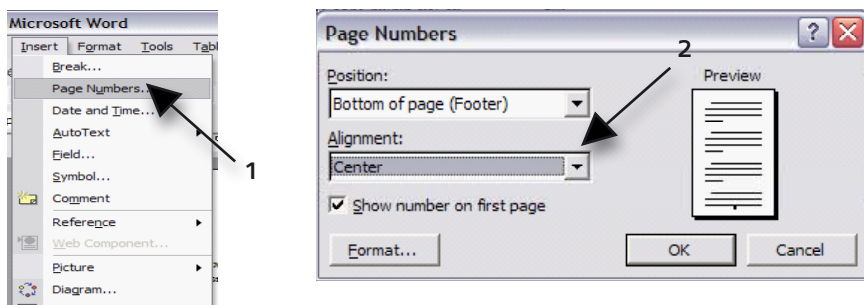 Microsoft Word
Insert Format Tools
Break...
Page Numbers...
Date and Time...
AutoText
Field...
Symbol...
Comment
Reference
Web Component...
Picture
Diagram...
1
Page Numbers
2
Position:
Preview
Bottom of page (Footer)
Alignment:
Center
Show number on first page
Format...
OK
Cancel